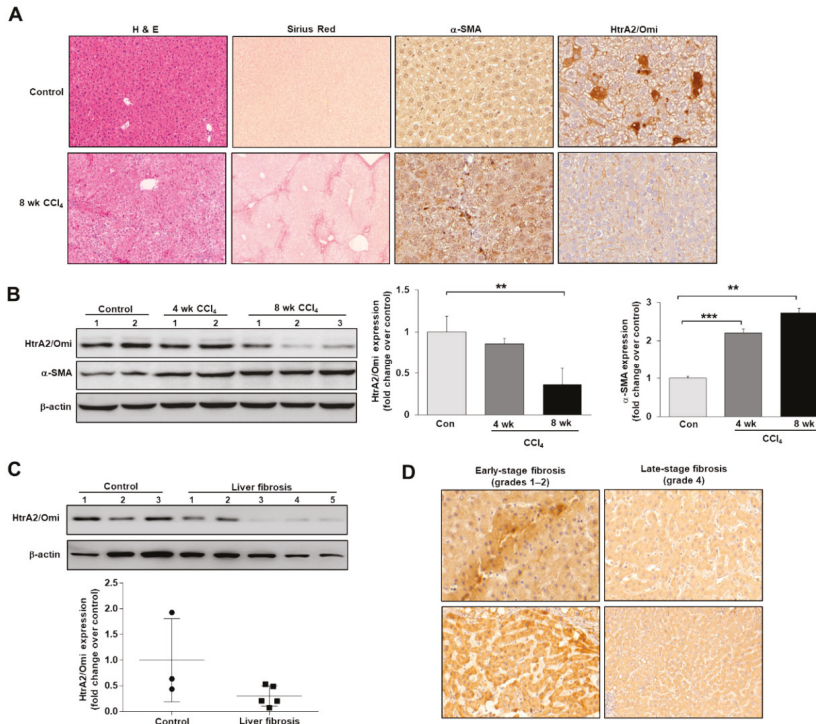 A
H & E Sirius Red α-SMA HtrA2/Omi
Control
8 wk CCl₄
B
Control 4 wk CCl₄ 8 wk CCl₄
1 2 1 2 1 2 3
HtrA2/Omi
α-SMA
β-actin
HtrA2/Omi expression
(fold change over control)
1.5
1
0.5
0
**
Con 4 wk 8 wk
CCl₄
α-SMA expression
(fold change over control)
3
2
1
0
**
***
Con 4 wk 8 wk
CCl₄
C
Control Liver fibrosis
1 2 3 1 2 3 4 5
HtrA2/Omi
β-actin
HtrA2/Omi expression
(fold change over control)
2.5
2.0
1.5
1.0
0.5
0.0
Control Liver fibrosis
D
Early-stage fibrosis
(grades 1–2)
Late-stage fibrosis
(grade 4)